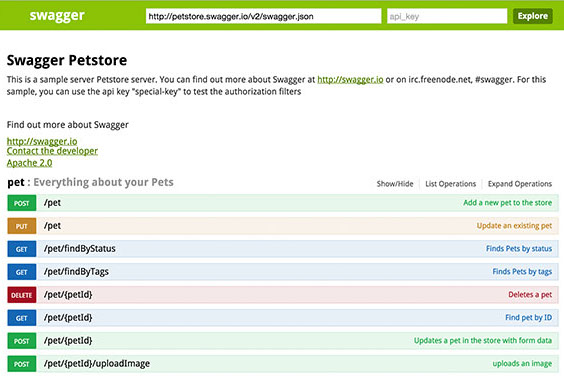 swagger http://petstore.swagger.io/v2/swagger.json api_key Explore
Swagger Petstore
This is a sample server Petstore server. You can find out more about Swagger at http://swagger.io or on irc.freenode.net, #swagger. For this
sample, you can use the api key "special-key" to test the authorization filters
Find out more about Swagger
http://swagger.io
Contact the developer
Apache 2.0
pet : Everything about your Pets Show/Hide List Operations Expand Operations
POST /pet Add a new pet to the store
PUT /pet Update an existing pet
GET /pet/findByStatus Finds Pets by status
GET /pet/findByTags Finds Pets by tags
DELETE /pet/{petId} Deletes a pet
GET /pet/{petId} Find pet by ID
POST /pet/{petId} Updates a pet in the store with form data
POST /pet/{petId}/uploadImage uploads an image